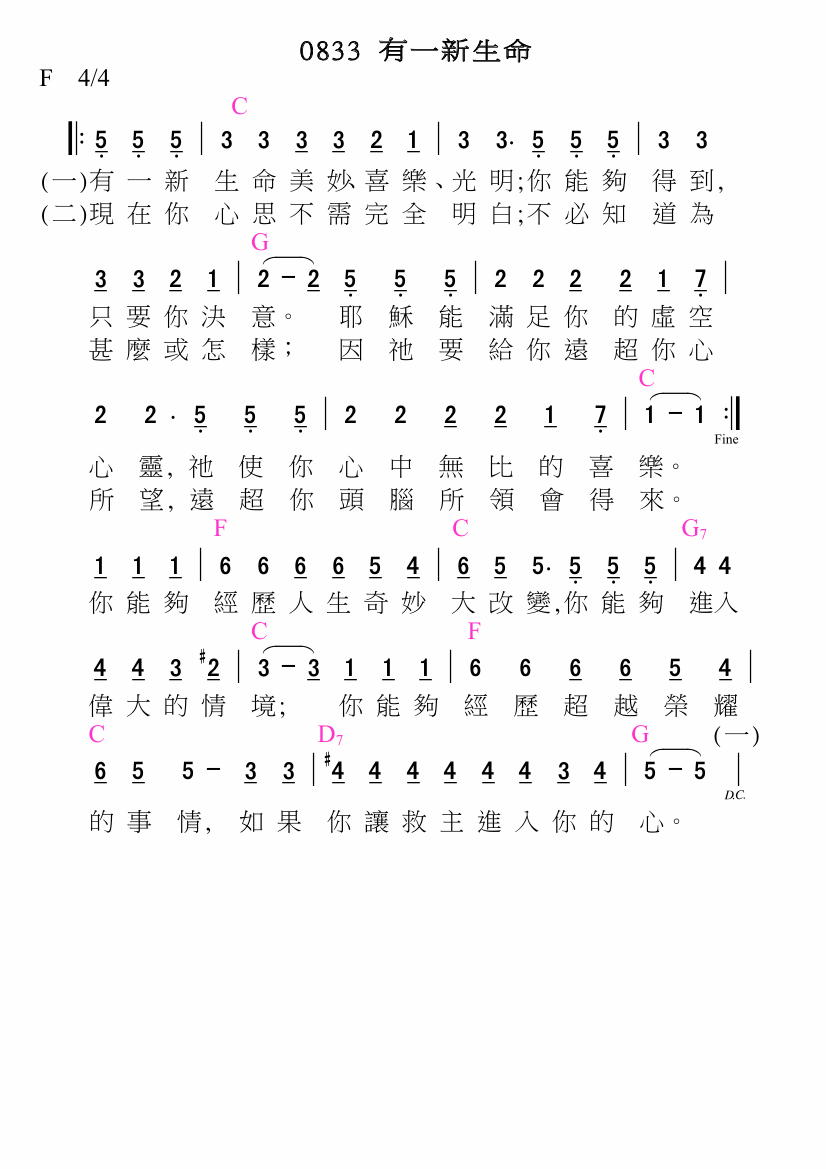 0833 有一新生命
F 4/4
C
5 5 5 | 3 3 3 3 2 1 | 3 3. 5 5 5 | 3 3
(一)有一新 生命美妙、喜樂、光明;你能夠 得到,
(二)現在你 心思不需完全 明白;不必知 道為
G
3 3 2 1 | 2 - 2 5 5 5 | 2 2 2 2 1 7 |
只要你決 意。 耶穌能 滿足你的虛空
甚麼或怎 樣; 因祂要 給你遠超你心
C
2 2 . 5 5 5 | 2 2 2 2 1 7 | 1 - 1 :|
Fine
心靈,祂使你 心中無比的喜 樂。
所望,遠超你 頭腦所領會得 來。
F C G7
1 1 1 | 6 6 6 6 5 4 | 6 5 5. 5 5 5 | 4 4
你能夠 經歷人生奇妙 大改變,你能夠 進入
C F
4 4 3 #2 | 3 - 3 1 1 1 | 6 6 6 6 5 4 |
偉大的情 境; 你能夠 經歷超越榮耀
C D7 G (一)
6 5 5 - 3 3 | #4 4 4 4 4 4 3 4 | 5 - 5 |
D.C.
的事 情, 如果 你讓救主進入你的 心。